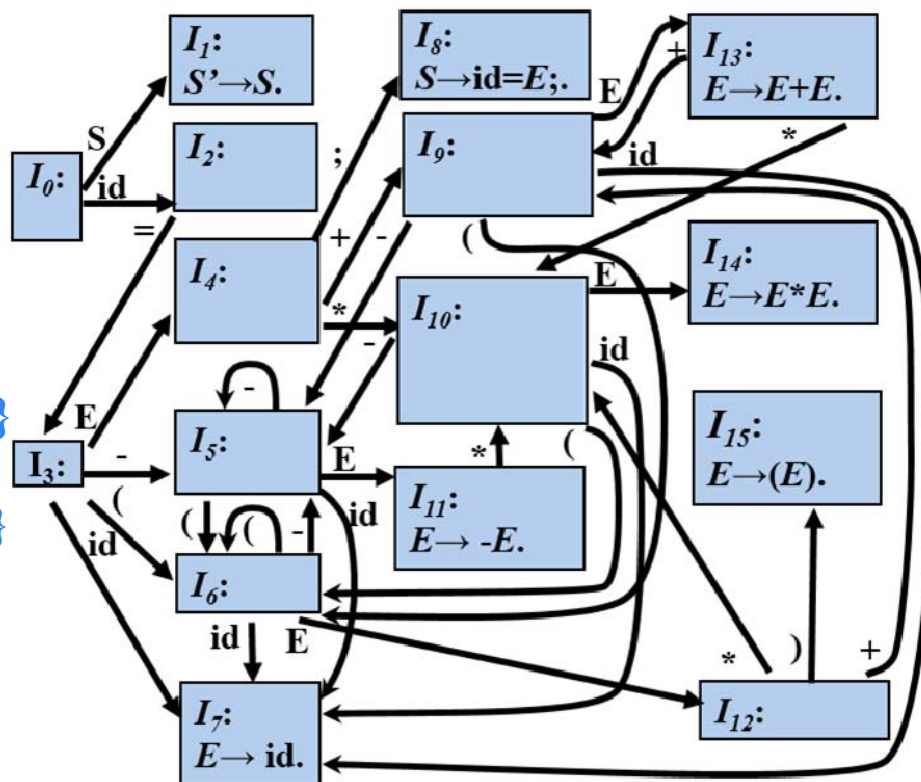 I₁:
S'→S.
I₈:
S→id=E;.
I₁₃:
E→E+E.
E
+
S
I₀:
id
I₂:
;
I₉:
id
*
=
I₄:
+
-
(
*
I₁₀:
E
I₁₄:
E→E*E.
-
id
}
E
-
I₃:
-
I₅:
E
*
(
I₁₅:
E→(E).
}
(
id
(
(
-
id
I₁₁:
E→ -E.
I₆:
id
E
*
)
+
I₇:
E→ id.
I₁₂: